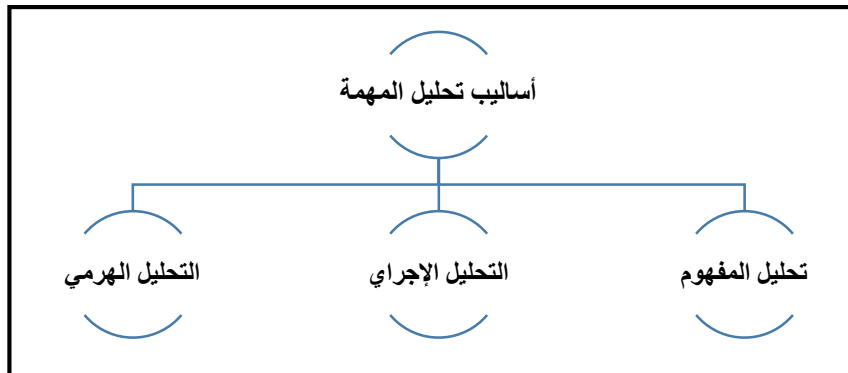 أساليب تحليل المهمة
تحليل المفهوم
التحليل الإجراي
التحليل الهرمي